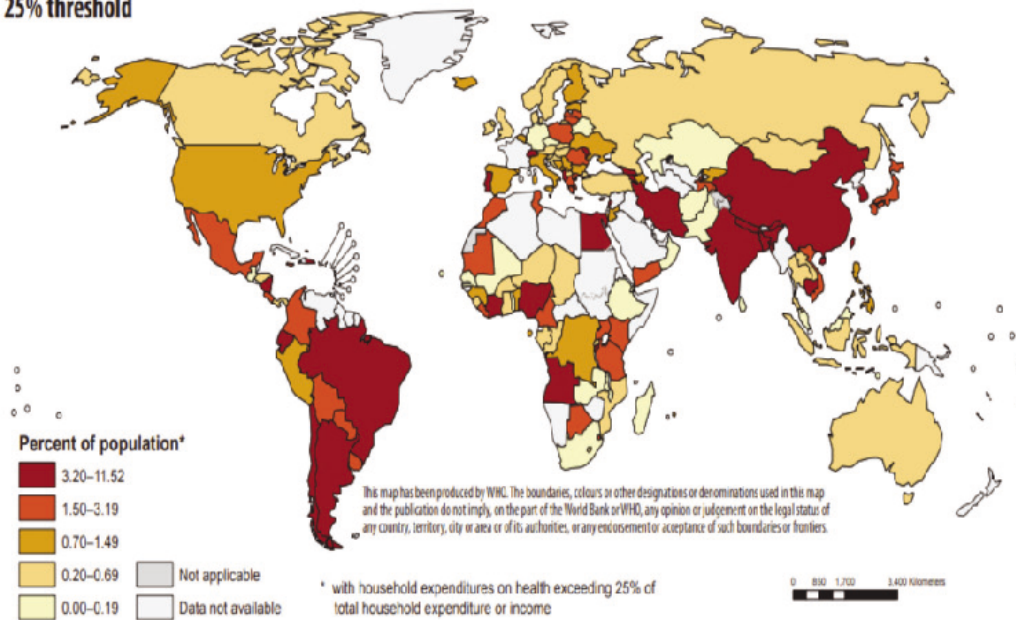 25% threshold
Percent of population*
3.20–11.52
1.50–3.19
0.70–1.49
0.20–0.69
0.00–0.19
Not applicable
Data not available
This map has been produced by WHO. The boundaries, colours or other designations or denominations used in this map
and the publication do not imply, on the part of the World Bank or WHO, any opinion or judgement on the legal status of
any country, territory, city or area or of its authorities, or any endorsement or acceptance of such boundaries or frontiers.
* with household expenditures on health exceeding 25% of
total household expenditure or income
0 850 1,700 3,400 Kilometers